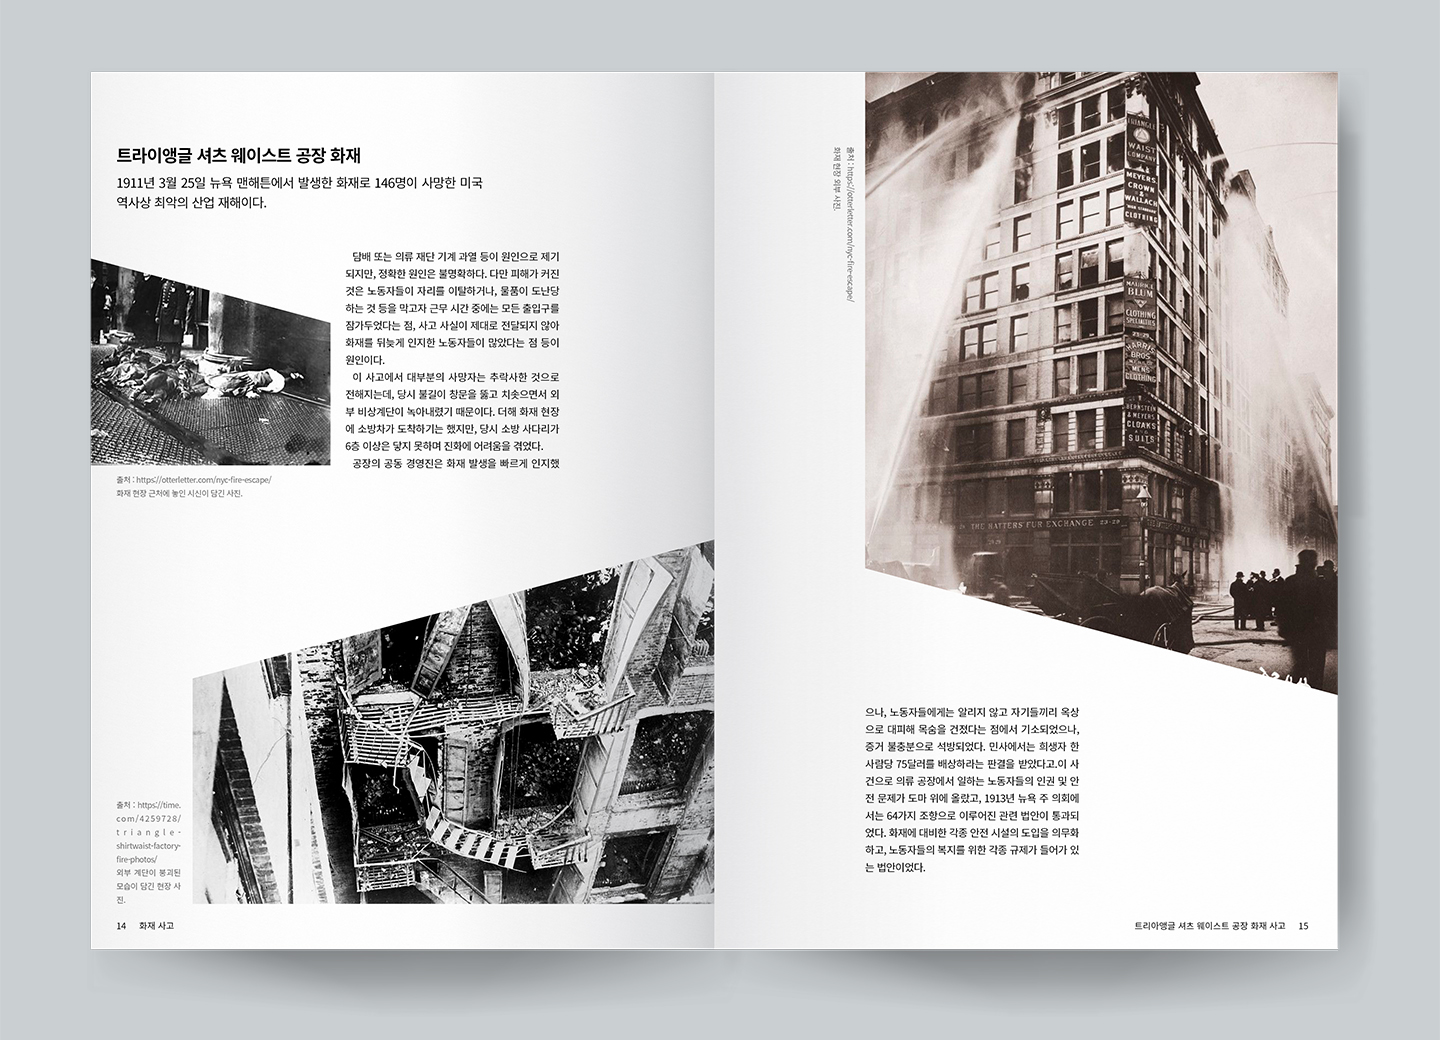 트라이앵글 셔츠 웨이스트 공장 화재
1911년 3월 25일 뉴욕 맨해튼에서 발생한 화재로 146명이 사망한 미국
역사상 최악의 산업 재해이다.
담배 또는 의류 재단 기계 과열 등이 원인으로 제기
되지만, 정확한 원인은 불명확하다. 다만 피해가 커진
것은 노동자들이 자리를 이탈하거나, 물품이 도난당
하는 것 등을 막고자 근무 시간 중에는 모든 출입구를
잠가두었다는 점, 사고 사실이 제대로 전달되지 않아
화재를 뒤늦게 인지한 노동자들이 많았다는 점 등이
원인이다.
이 사고에서 대부분의 사망자는 추락사한 것으로
전해지는데, 당시 불길이 창문을 뚫고 치솟으면서 외
부 비상계단이 녹아내렸기 때문이다. 더해 화재 현장
에 소방차가 도착하기는 했지만, 당시 소방 사다리가
6층 이상은 닿지 못하며 진화에 어려움을 겪었다.
공장의 공동 경영진은 화재 발생을 빠르게 인지했
출처 : https://otterletter.com/nyc-fire-escape/
화재 현장 근처에 놓인 시신이 담긴 사진.
출처 : https://time.
com/4259728/
triangle-
shirtwaist-factory-
fire-photos/
외부 계단이 붕괴된
모습이 담긴 현장 사
진.
14 화재 사고
출처 : https://otterletter.com/nyc-fire-escape/
화재 현장 외부 사진.
TRIANGLE
WAIST
COMPANY
MEYERS,
CROWN
&
WALLACH
CLOTHING
MAURICE
BLUM
CLOTHING
SPECIALTIES
23-29
HARRIS
BROS
MEN'S
CLOTHING
BERNSTEIN
& MEYERS
CLOAKS
AND
SUITS
THE HATTERS' FUR EXCHANGE 23-29
으나, 노동자들에게는 알리지 않고 자기들끼리 옥상
으로 대피해 목숨을 건졌다는 점에서 기소되었으나,
증거 불충분으로 석방되었다. 민사에서는 희생자 한
사람당 75달러를 배상하라는 판결을 받았다고.이 사
건으로 의류 공장에서 일하는 노동자들의 인권 및 안
전 문제가 도마 위에 올랐고, 1913년 뉴욕 주 의회에
서는 64가지 조항으로 이루어진 관련 법안이 통과되
었다. 화재에 대비한 각종 안전 시설의 도입을 의무화
하고, 노동자들의 복지를 위한 각종 규제가 들어가 있
는 법안이었다.
트리아앵글 셔츠 웨이스트 공장 화재 사고 15